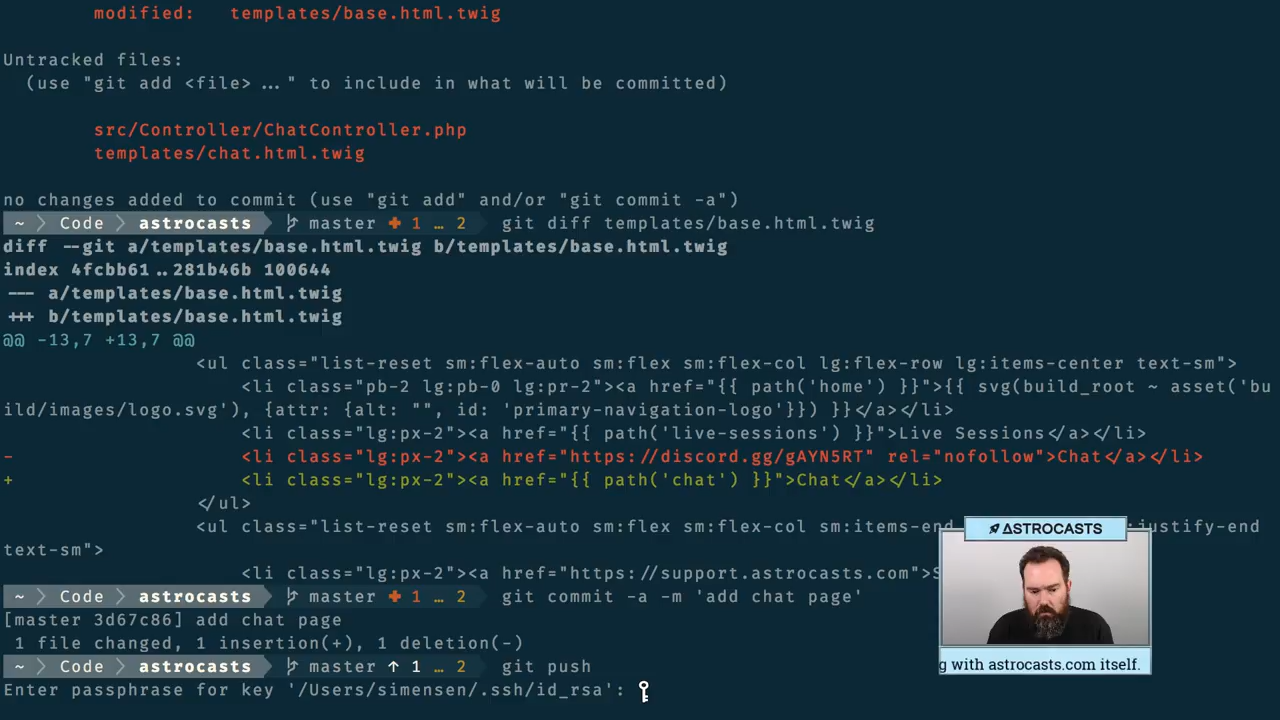 modified:   templates/base.html.twig
Untracked files:
(use "git add <file> ..." to include in what will be committed)
src/Controller/ChatController.php
templates/chat.html.twig
no changes added to commit (use "git add" and/or "git commit -a")
~ Code astrocasts master + 1 … 2 git diff templates/base.html.twig
diff --git a/templates/base.html.twig b/templates/base.html.twig
index 4fcbb61..281b46b 100644
--- a/templates/base.html.twig
+++ b/templates/base.html.twig
@@ -13,7 +13,7 @@
<ul class="list-reset sm:flex-auto sm:flex sm:flex-col lg:flex-row lg:items-center text-sm">
<li class="pb-2 lg:pb-0 lg:pr-2"><a href="{{ path('home') }}">{{ svg(build_root ~ asset('bu
ild/images/logo.svg'), {attr: {alt: "", id: 'primary-navigation-logo'}}) }}</a></li>
<li class="lg:px-2"><a href="{{ path('live-sessions') }}">Live Sessions</a></li>
- <li class="lg:px-2"><a href="https://discord.gg/gAYN5RT" rel="nofollow">Chat</a></li>
+ <li class="lg:px-2"><a href="{{ path('chat') }}">Chat</a></li>
</ul>
<ul class="list-reset sm:flex-auto sm:flex sm:flex-col sm:items-end :justify-end
text-sm">
<li class="lg:px-2"><a href="https://support.astrocasts.com">
~ Code astrocasts master + 1 … 2 git commit -a -m 'add chat page'
[master 3d67c86] add chat page
1 file changed, 1 insertion(+), 1 deletion(-)
~ Code astrocasts master ↑ 1 … 2 git push
Enter passphrase for key '/Users/simensen/.ssh/id_rsa':
ASTROCASTS
g with astrocasts.com itself.